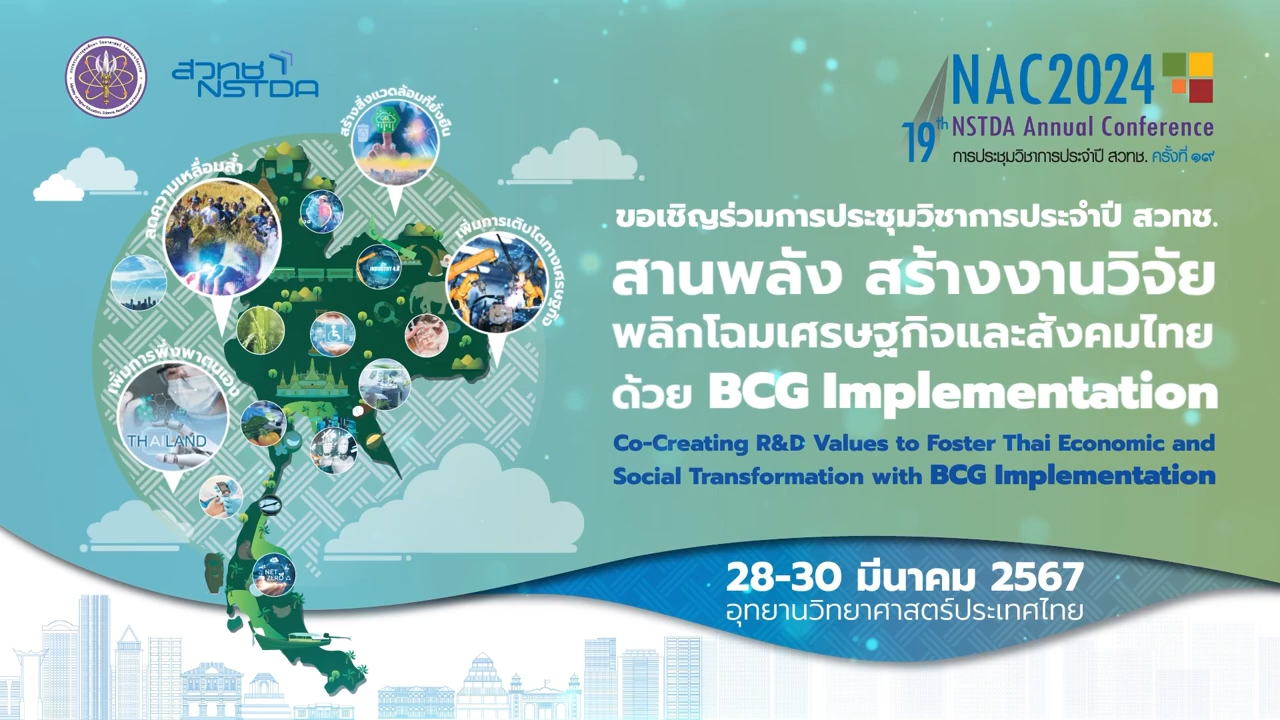 สวทช
NSTDA
NAC2024
19th NSTDA Annual Conference
การประชุมวิชาการประจำปี สวทช. ครั้งที่ ๑๙
สร้างสิ่งแวดล้อมที่ยั่งยืน
ลดความเหลื่อมล้ำ
เพิ่มการเติบโตทางเศรษฐกิจ
INDUSTRY 4.0
เพิ่มการพึ่งพาตนเอง
THAILAND
NET ZERO
ขอเชิญร่วมการประชุมวิชาการประจำปี สวทช.
สานพลัง สร้างงานวิจัย
พลิกโฉมเศรษฐกิจและสังคมไทย
ด้วย BCG Implementation
Co-Creating R&D Values to Foster Thai Economic and
Social Transformation with BCG Implementation
28-30 มีนาคม 2567
อุทยานวิทยาศาสตร์ประเทศไทย